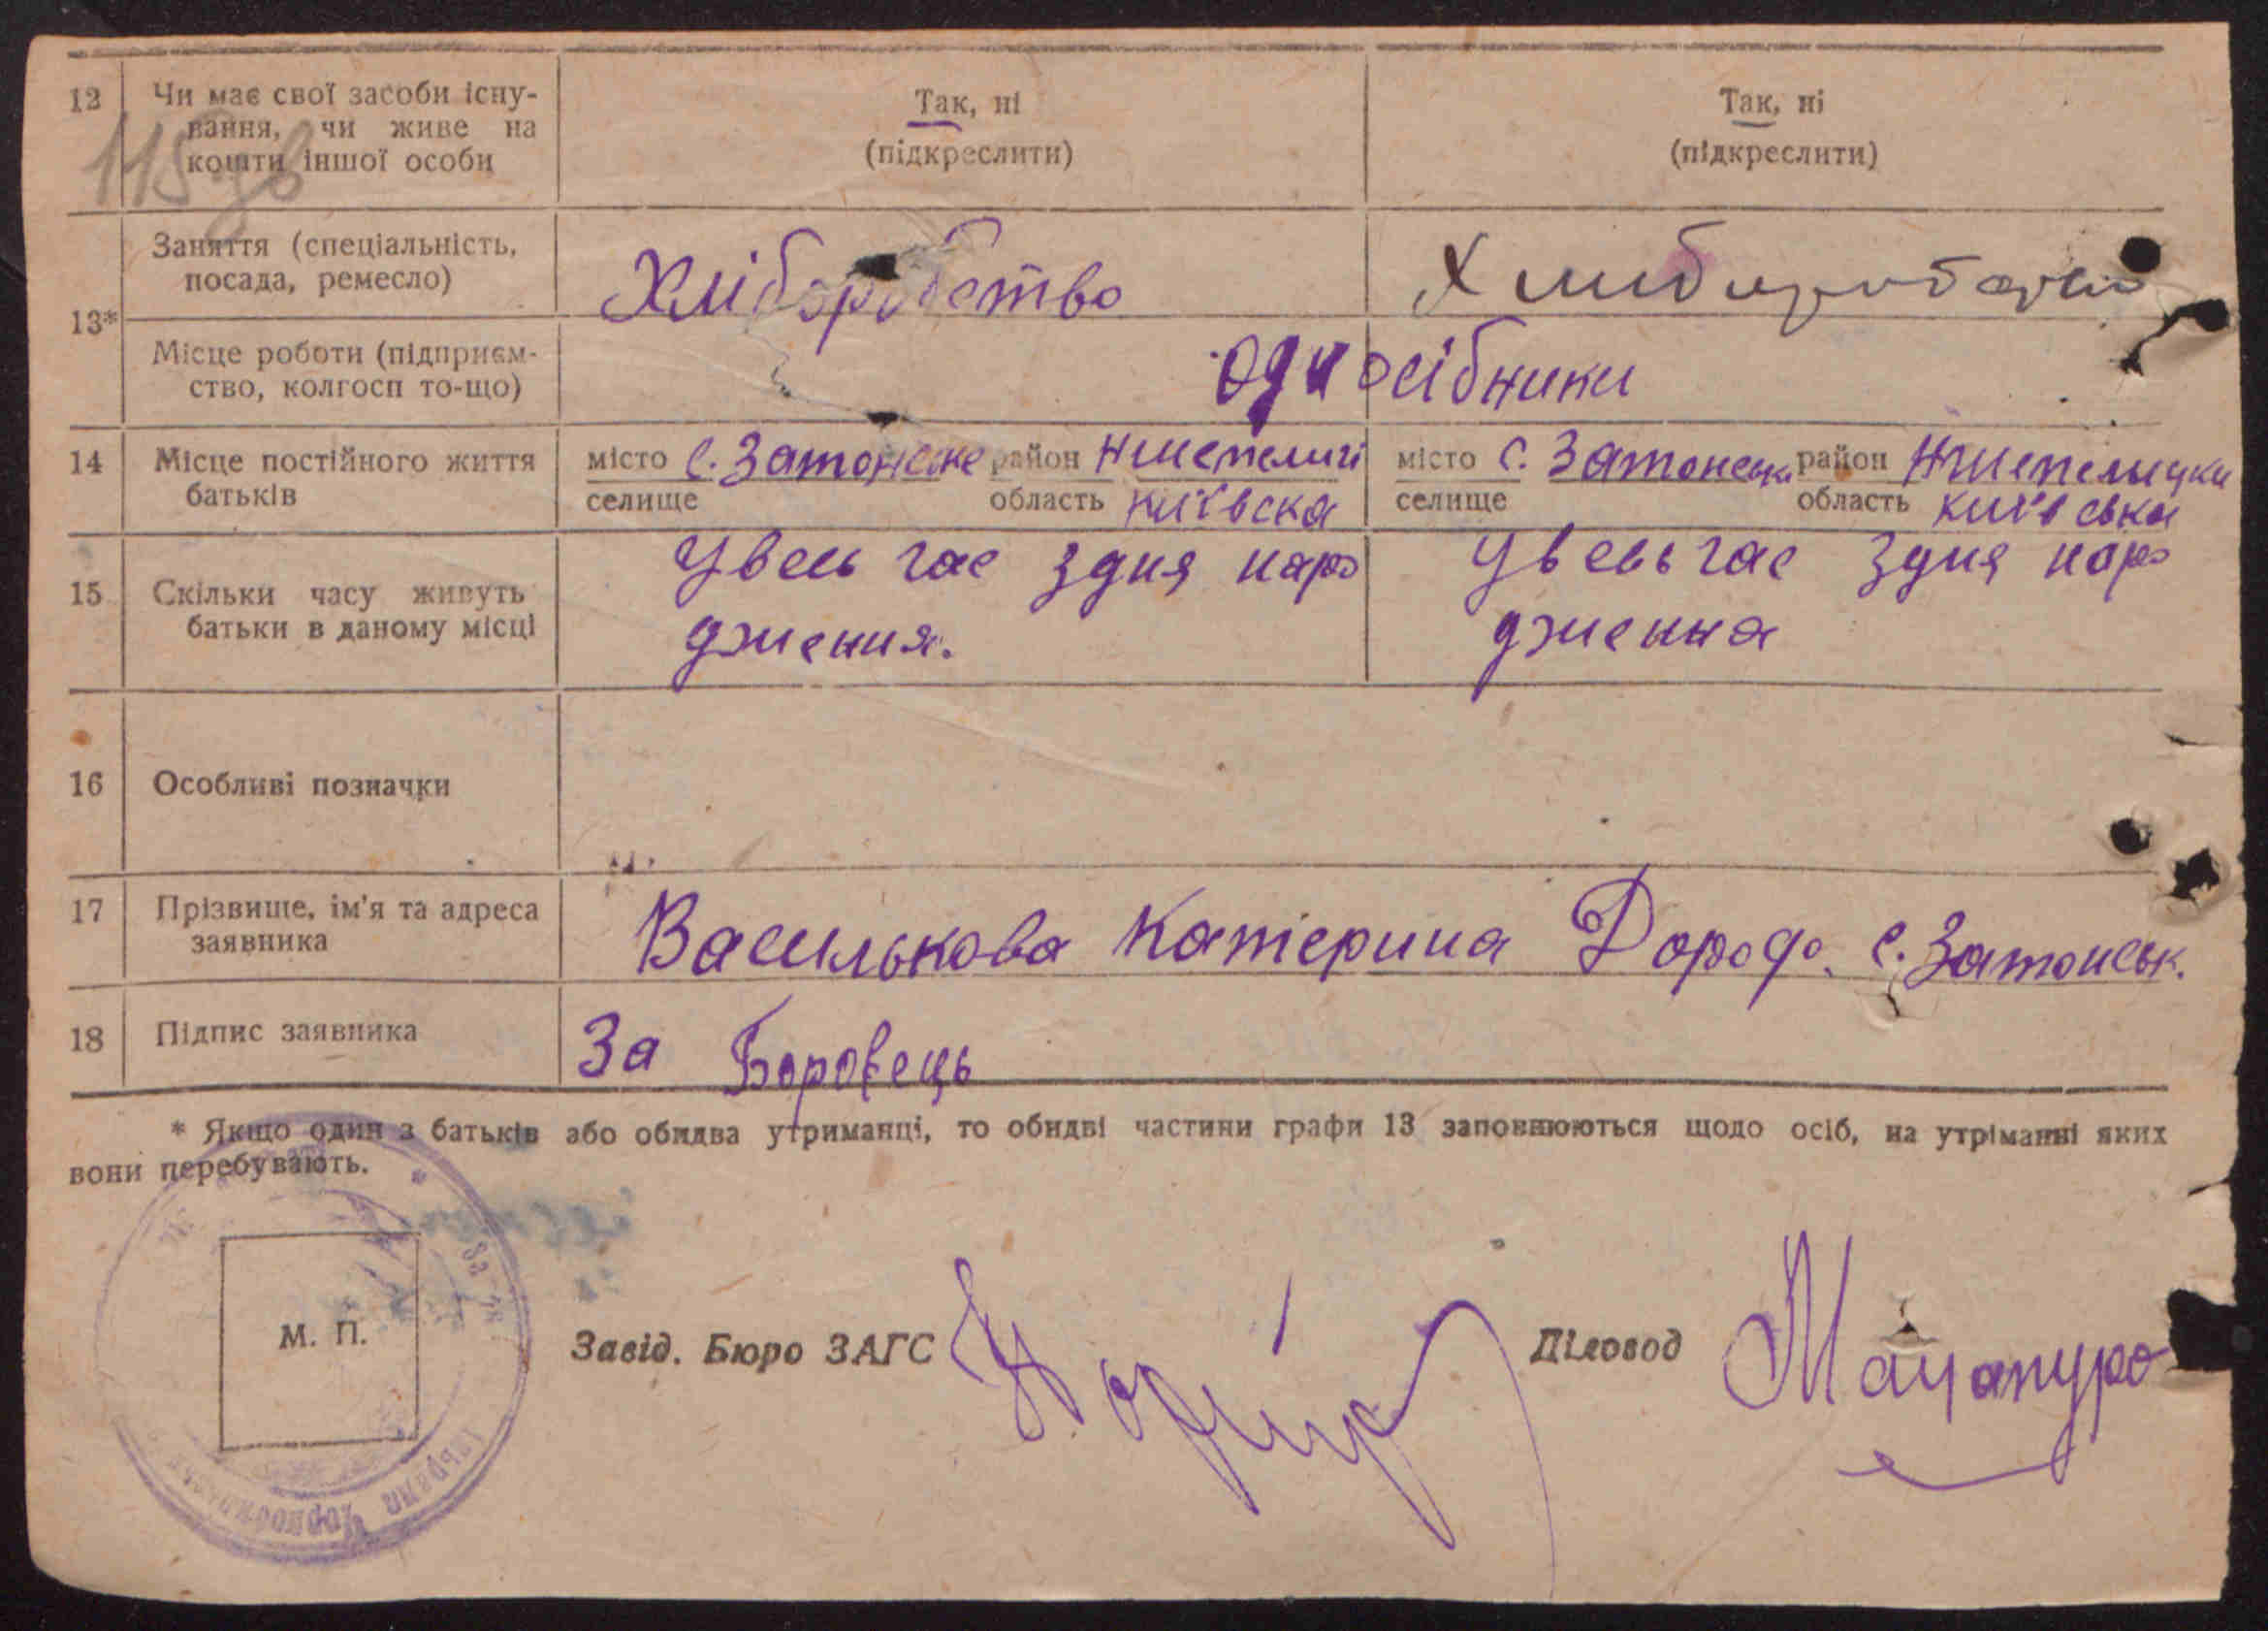 12 Чи має свої засоби існу-
вання, чи живе на
кошти іншої особи
Так, ні
(підкреслити)
Так, ні
(підкреслити)
115зв
13*
Заняття (спеціальність,
посада, ремесло)
Хліборобство
Місце роботи (підприєм-
ство, колгосп то-що)
одиосібники
14 Місце постійного життя
батьків
місто с. Затонське район
селище область київска
місто с. Затонськ район
селище область київська
15 Скільки часу живуть
батьки в даному місці
Увесь час з дня наро
дження.
Увесь час з дня наро
дження
16 Особливі позначки
17 Прізвище, ім'я та адреса
заявника
Василькова Катерина Дороф. с. Затонськ.
18 Підпис заявника
За Боровець
* Якщо один з батьків або обидва утриманці, то обидві частини графи 13 заповнюються щодо осіб, на утріманні яких
вони перебувають.
М. П.
Завід. Бюро ЗАГС
Діловод Мацапуро